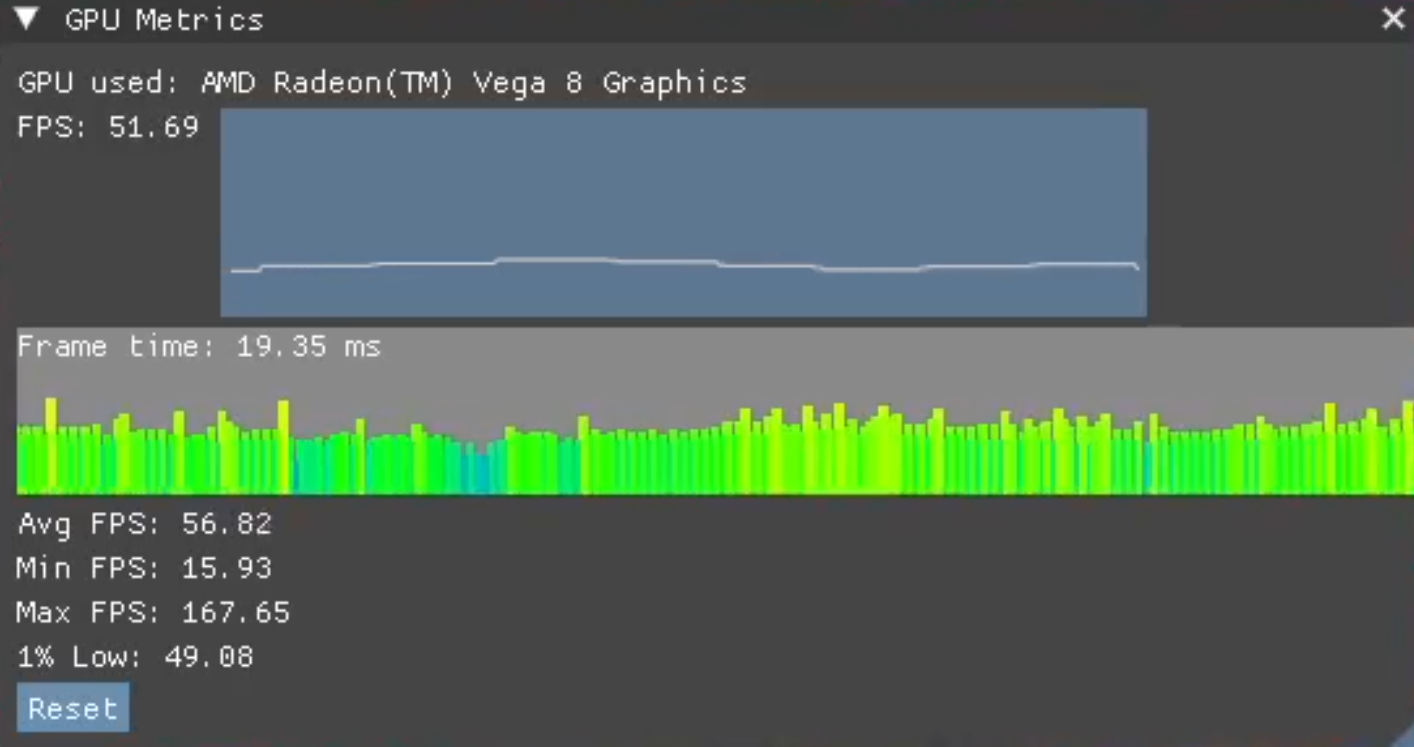 GPU Metrics
GPU used: AMD Radeon(TM) Vega 8 Graphics
FPS: 51.69
Frame time: 19.35 ms
Avg FPS: 56.82
Min FPS: 15.93
Max FPS: 167.65
1% Low: 49.08
Reset